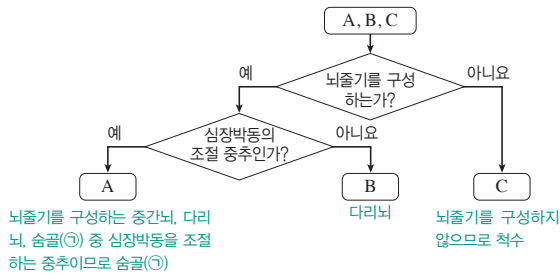 A, B, C
뇌줄기를 구성
하는가?
예
아니요
심장박동의
조절 중추인가?
예
아니요
A
B
C
뇌줄기를 구성하는 중간뇌, 다리
뇌, 숨골(㉠) 중 심장박동을 조절
하는 중추이므로 숨골(㉠)
다리뇌
뇌줄기를 구성하지
않으므로 척수